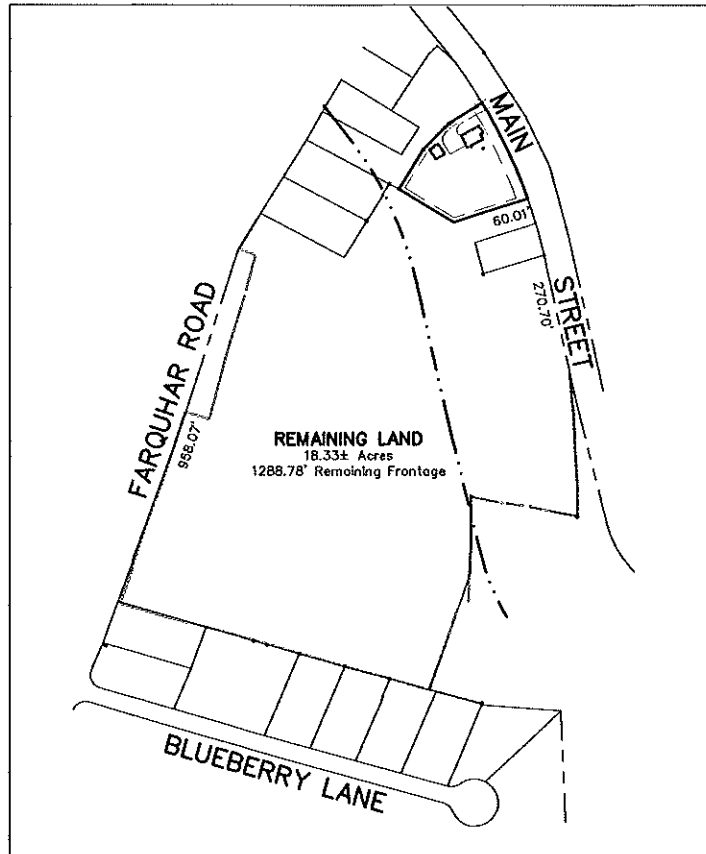 MAIN
STREET
60.01'
270.70'
FARQUHAR ROAD
958.07'
REMAINING LAND
18.33± Acres
1288.78' Remaining Frontage
BLUEBERRY LANE